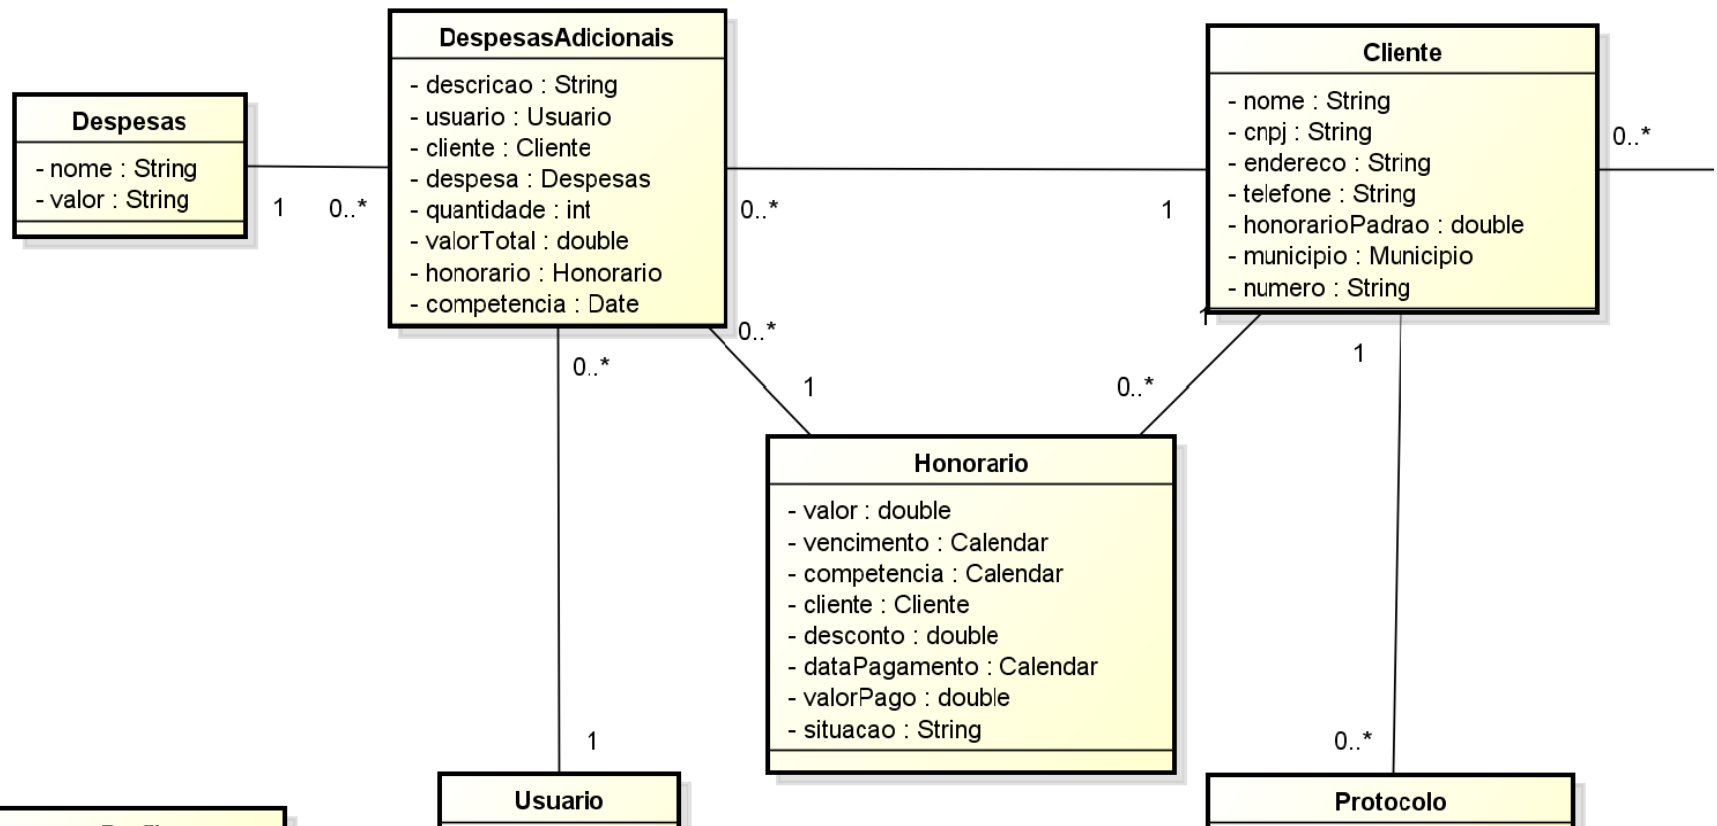 DespesasAdicionais
- descricao : String
- usuario : Usuario
- cliente : Cliente
- despesa : Despesas
- quantidade : int
- valorTotal : double
- honorario : Honorario
- competencia : Date
Cliente
- nome : String
- cnpj : String
- endereco : String
- telefone : String
- honorarioPadrao : double
- municipio : Municipio
- numero : String
Despesas
- nome : String
- valor : String
1
0..*
0..*
1
0..*
0..*
1
0..*
1
1
0..*
Honorario
- valor : double
- vencimento : Calendar
- competencia : Calendar
- cliente : Cliente
- desconto : double
- dataPagamento : Calendar
- valorPago : double
- situacao : String
1
0..*
Usuario
Protocolo